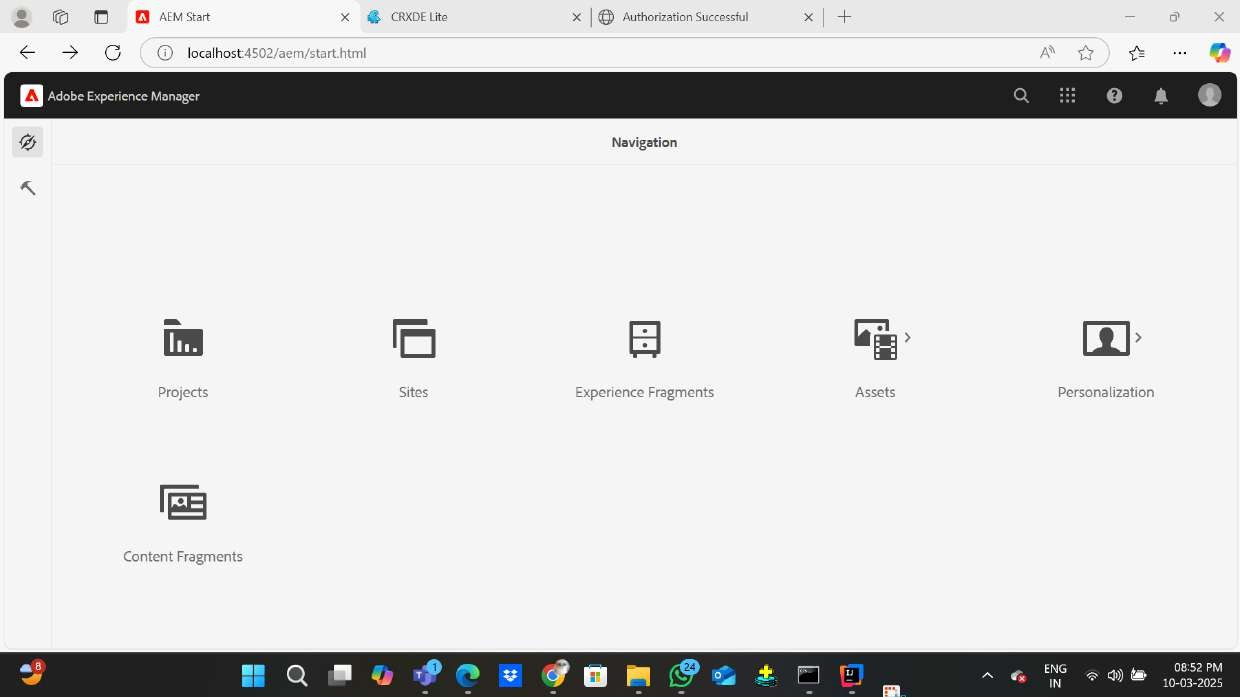 AEM Start
CRXDE Lite
Authorization Successful
localhost:4502/aem/start.html
Adobe Experience Manager
Navigation
Projects
Sites
Experience Fragments
Assets
Personalization
Content Fragments
8
1
24
ENG
IN
08:52 PM
10-03-2025